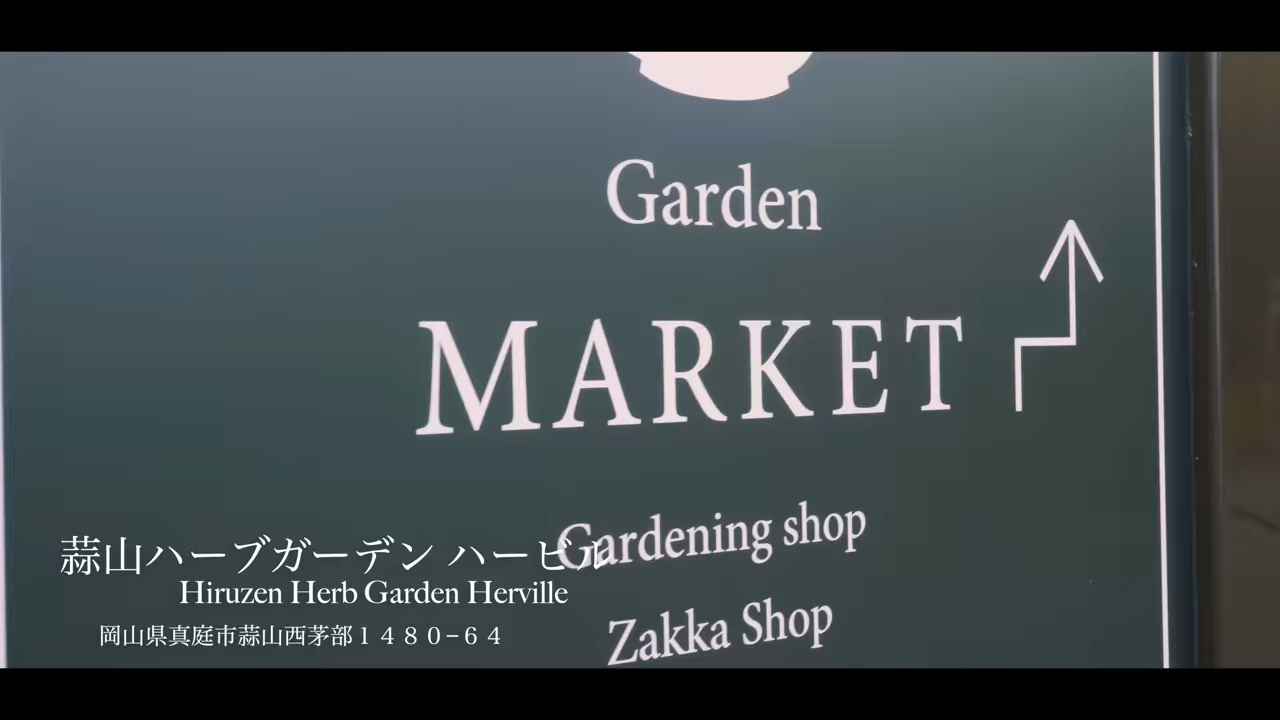 Garden
MARKET
Gardening shop
Zakka Shop
蒜山ハーブガーデン ハービル
Hiruzen Herb Garden Herville
岡山県真庭市蒜山西茅部１４８０−６４